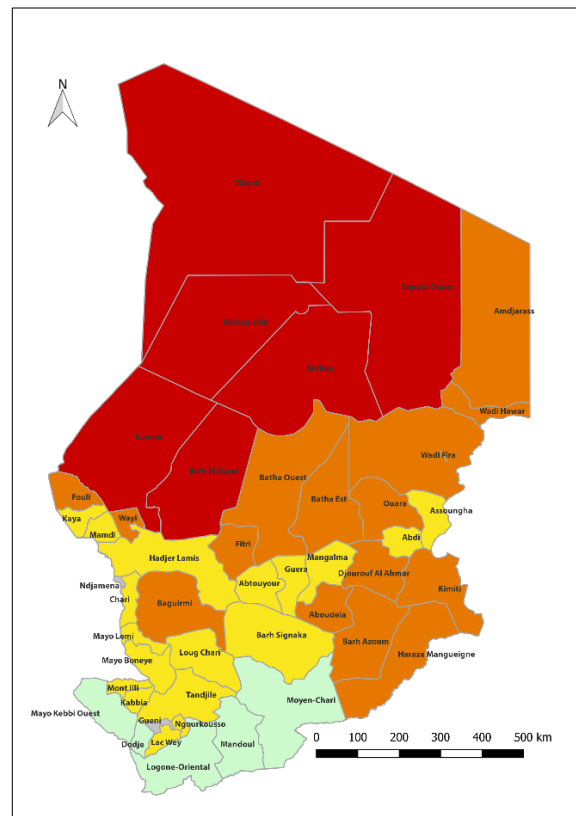 N
Tibesti
Ennedi Ouest
Amdjarass
Borkou Yala
Borkou
Wadi Hawar
Kanem
Barh El Gazel
Wadi Fira
Batha Ouest
Batha Est
Fouli
Ouara
Assoungha
Kaya
Wayi
Mamdi
Abdi
Fitri
Hadjer Lamis
Mangalma
Guera
Djourouf Al Ahmar
Abtouyour
Ndjamena
Kimiti
Chari
Baguirmi
Aboudeia
Mayo Lemi
Barh Signaka
Barh Azoum
Loug Chari
Haraze Mangueigne
Mayo Boneye
Mont Illi
Tandjile
Kabbia
Moyen-Chari
Mayo Kebbi Ouest
Gueni
Ngourkousso
Dodje
Lac Wey
Mandoul
Logone-Oriental
0 100 200 300 400 500 km